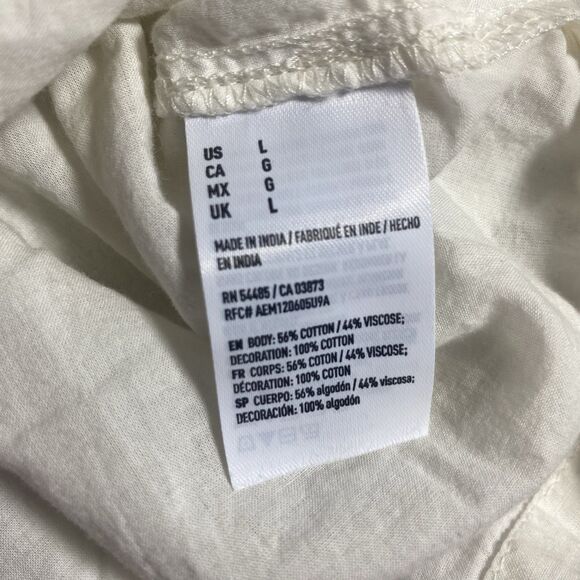 US L
CA G
MX G
UK L
MADE IN INDIA / FABRIQUÉ EN INDE / HECHO
EN INDIA
RN 54485 / CA 03873
RFC# AEM120605U9A
EN BODY: 56% COTTON / 44% VISCOSE;
DECORATION: 100% COTTON
FR CORPS: 56% COTON / 44% VISCOSE;
DÉCORATION: 100% COTON
SP CUERPO: 56% algodón / 44% viscosa;
DECORACIÓN: 100% algodón